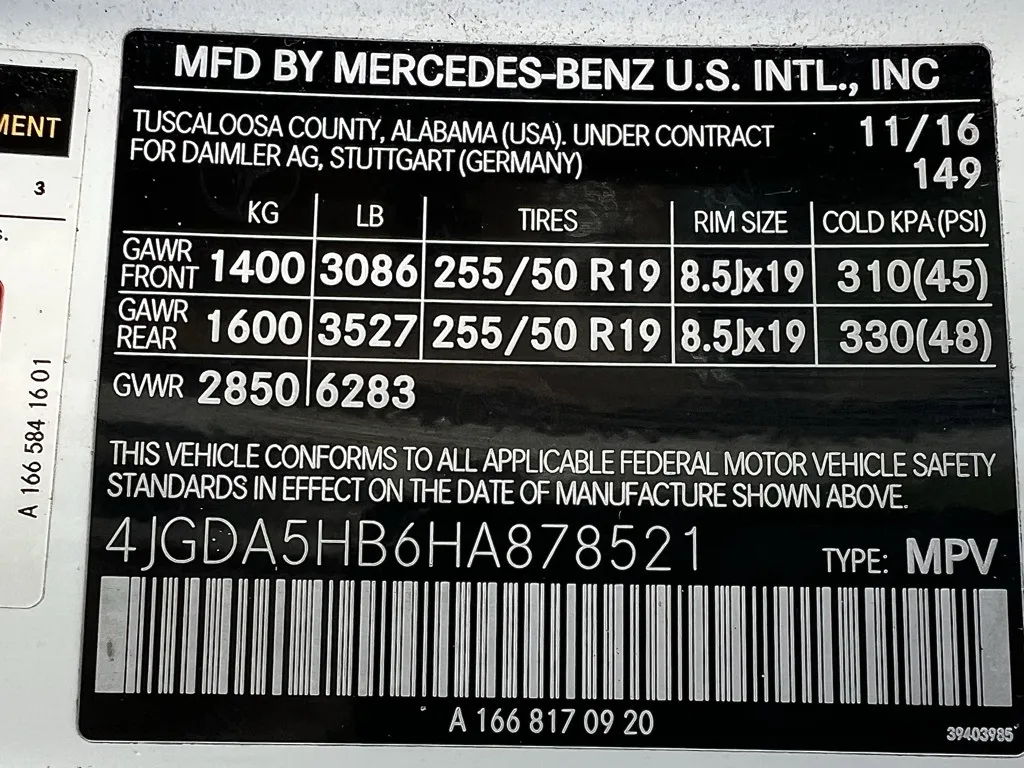 MFD BY MERCEDES-BENZ U.S. INTL., INC
TUSCALOOSA COUNTY, ALABAMA (USA). UNDER CONTRACT 11/16
FOR DAIMLER AG, STUTTGART (GERMANY) 149
KG LB TIRES RIM SIZE COLD KPA (PSI)
GAWR
FRONT 1400 3086 255/50 R19 8.5Jx19 310(45)
GAWR
REAR 1600 3527 255/50 R19 8.5Jx19 330(48)
GVWR 2850 6283
THIS VEHICLE CONFORMS TO ALL APPLICABLE FEDERAL MOTOR VEHICLE SAFETY
STANDARDS IN EFFECT ON THE DATE OF MANUFACTURE SHOWN ABOVE.
4JGDA5HB6HA878521 TYPE: MPV
A 166 817 09 20
39403985
MENT
3
s.
A 166 584 16 01